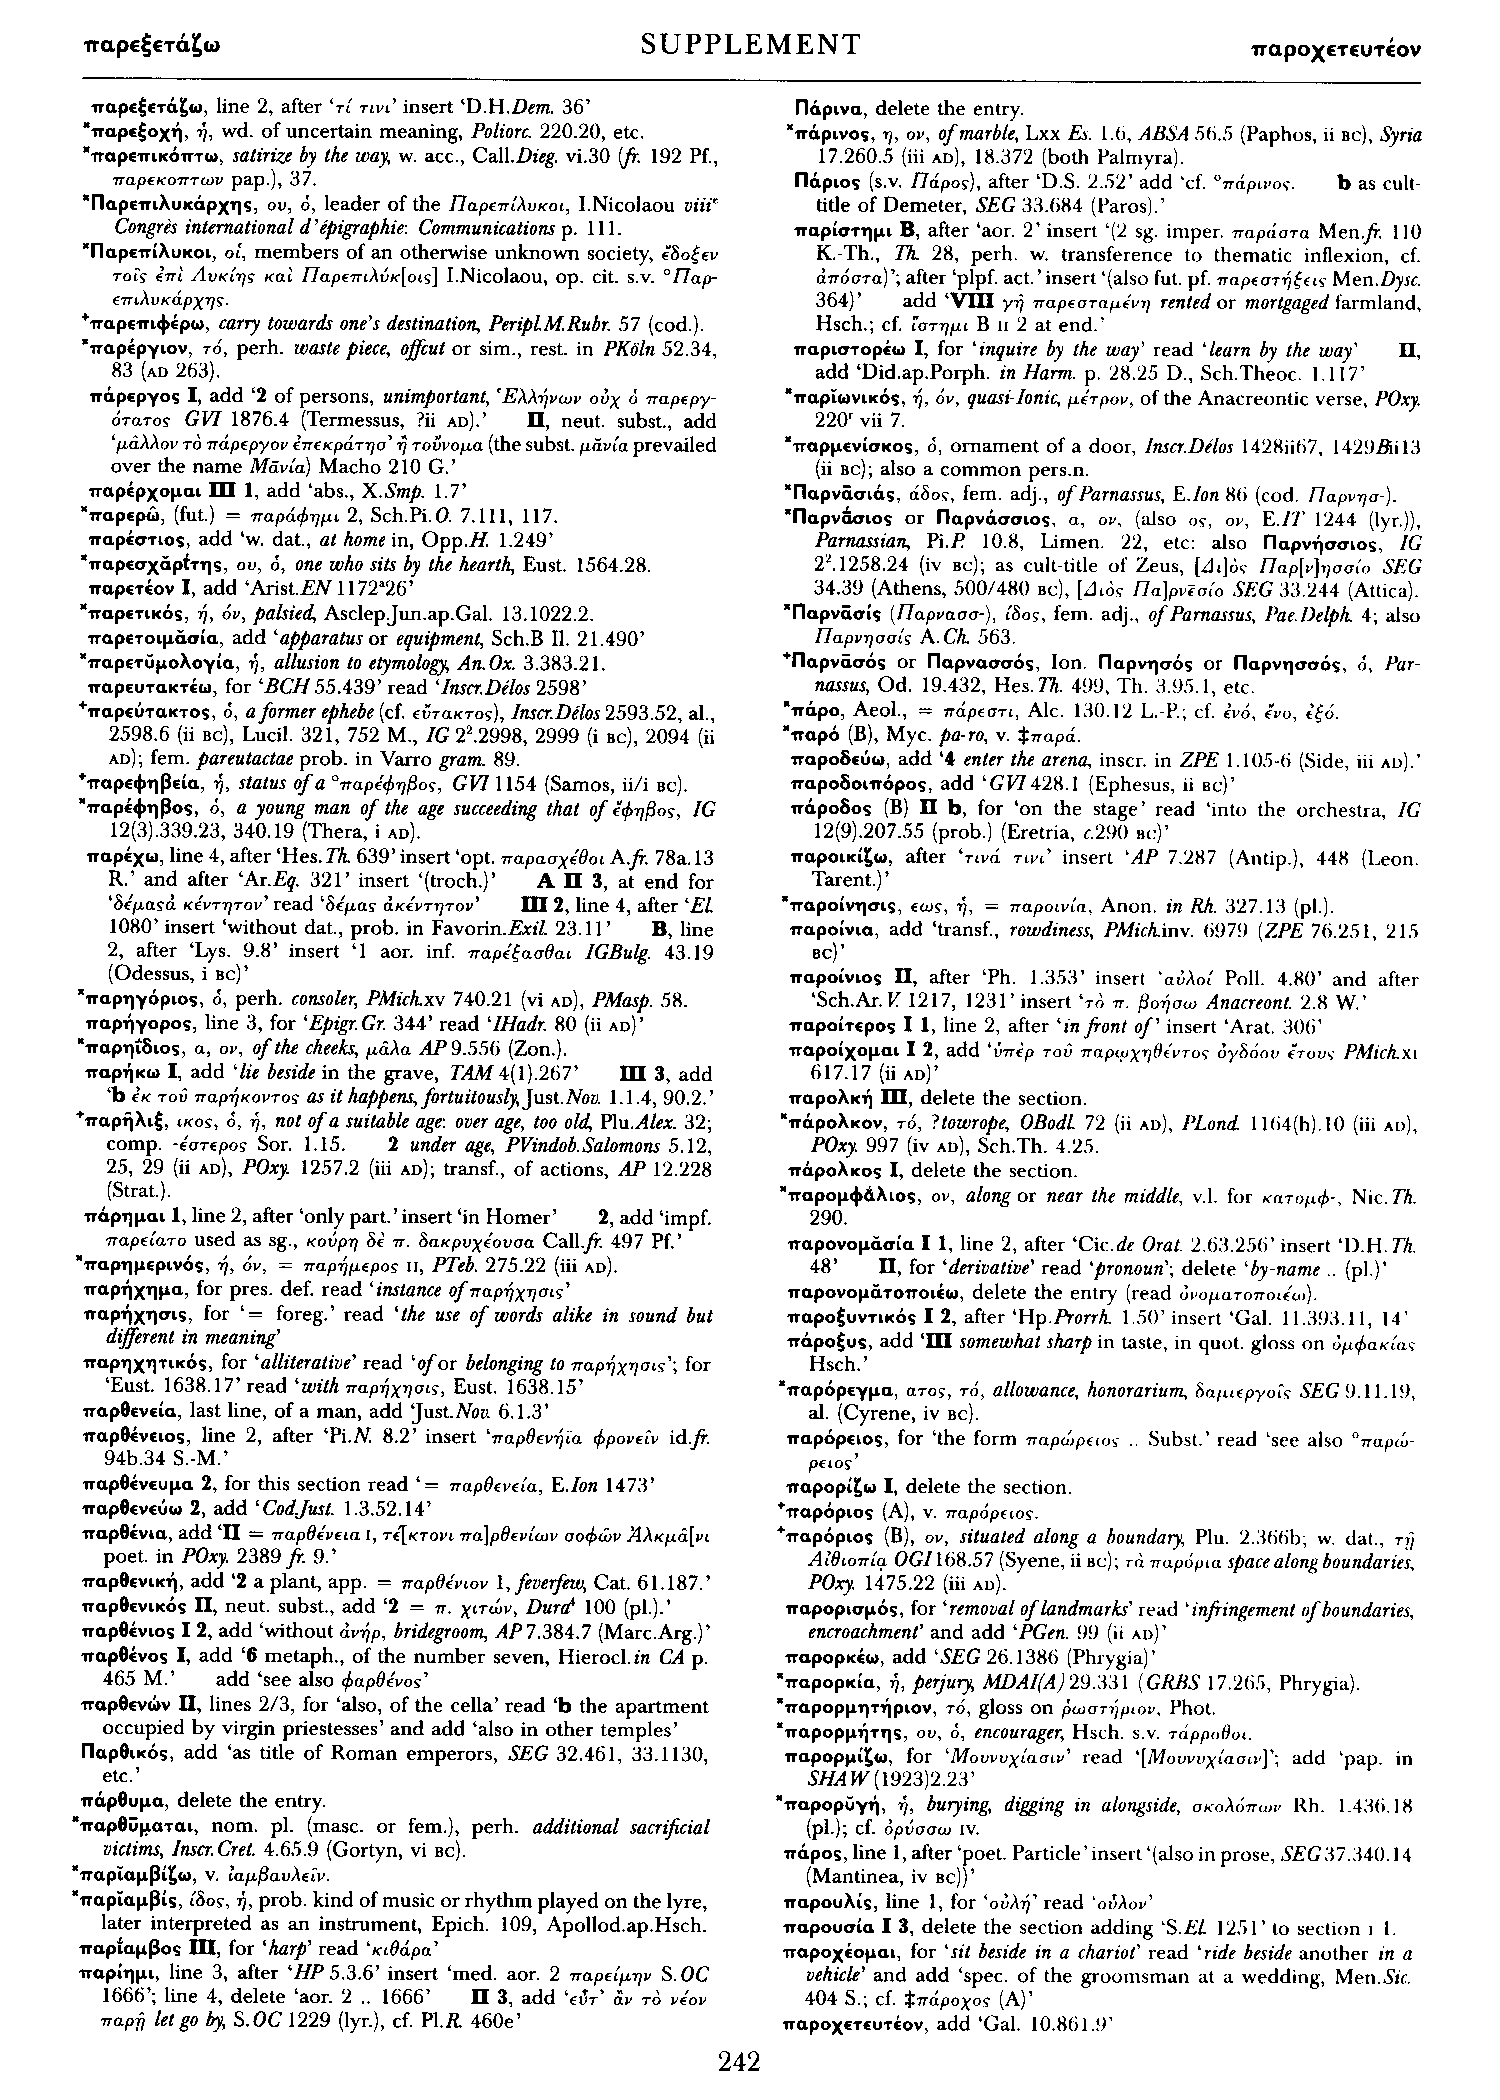 παρεξετάζω SUPPLEMENT παροχετευτέον
παρεξετάζω, line 2, after ‘τί τινι’ insert ‘D.H.Dem. 36’
*παρεξοχή, ἡ, wd. of uncertain meaning, Poliorc. 220.20, etc.
*παρεπικόπτω, satirize by the way, w. acc., Call.Dieg. vi.30 (fr. 192 Pf.,
παρεκοπτων pap.), 37.
*Παρεπιλυκάρχης, ου, ὁ, leader of the Παρεπίλυκοι, I.Nicolaou viiiᵉ
Congrès international d’épigraphie: Communications p. 111.
*Παρεπίλυκοι, οἱ, members of an otherwise unknown society, ἔδοξεν
τοῖς ἐπὶ Λυκίης καὶ Παρεπιλύκ[οις] I.Nicolaou, op. cit. s.v. °Παρ-
επιλυκάρχης.
⁺παρεπιφέρω, carry towards one’s destination, Peripl.M.Rubr. 57 (cod.).
*παρέργιον, τό, perh. waste piece, offcut or sim., rest. in PKöln 52.34,
83 (AD 263).
πάρεργος I, add ‘2 of persons, unimportant, Ἑλλήνων οὐχ ὁ παρεργ-
ότατος GVI 1876.4 (Termessus, ?ii AD).’ II, neut. subst., add
‘μᾶλλον τὸ πάρεργον ἐπεκράτησ’ ἢ τοὔνομα (the subst. μᾰνία prevailed
over the name Μᾱνία) Macho 210 G.’
παρέρχομαι III 1, add ‘abs., X.Smp. 1.7’
*παρερῶ, (fut.) = παράφημι 2, Sch.Pi.O. 7.111, 117.
παρέστιος, add ‘w. dat., at home in, Opp.H. 1.249’
*παρεσχᾰρί̄της, ου, ὁ, one who sits by the hearth, Eust. 1564.28.
παρετέον I, add ‘Arist.EN 1172ᵃ26’
*παρετικός, ή, όν, palsied, Asclep.Jun.ap.Gal. 13.1022.2.
παρετοιμᾰσία, add ‘apparatus or equipment, Sch.B Il. 21.490’
*παρετῠμολογία, ἡ, allusion to etymology, An.Ox. 3.383.21.
παρευτακτέω, for ‘BCH 55.439’ read ‘Inscr.Délos 2598’
⁺παρεύτακτος, ὁ, a former ephebe (cf. εὔτακτος), Inscr.Délos 2593.52, al.,
2598.6 (ii BC), Lucil. 321, 752 M., IG 2².2998, 2999 (i BC), 2094 (ii
AD); fem. pareutactae prob. in Varro gram. 89.
⁺παρεφηβεία, ἡ, status of a °παρέφηβος, GVI 1154 (Samos, ii/i BC).
*παρέφηβος, ὁ, a young man of the age succeeding that of ἔφηβος, IG
12(3).339.23, 340.19 (Thera, i AD).
παρέχω, line 4, after ‘Hes.Th. 639’ insert ‘opt. παρασχέθοι A.fr. 78a.13
R.’ and after ‘Ar.Eq. 321’ insert ‘(troch.)’ A II 3, at end for
‘δέμασά κέντητον’ read ‘δέμας ἀκέντητον’ III 2, line 4, after ‘El.
1080’ insert ‘without dat., prob. in Favorin.Exil. 23.11’ B, line
2, after ‘Lys. 9.8’ insert ‘1 aor. inf. παρέξασθαι IGBulg. 43.19
(Odessus, i BC)’
*παρηγόριος, ὁ, perh. consoler, PMich.xv 740.21 (vi AD), PMasp. 58.
παρήγορος, line 3, for ‘Epigr.Gr. 344’ read ‘IHadr. 80 (ii AD)’
*παρηΐδιος, α, ον, of the cheeks, μᾶλα AP 9.556 (Zon.).
παρήκω I, add ‘lie beside in the grave, TAM 4(1).267’ III 3, add
‘b ἐκ τοῦ παρήκοντος as it happens, fortuitously, Just.Nov. 1.1.4, 90.2.’
⁺παρῆλιξ, ικος, ὁ, ἡ, not of a suitable age: over age, too old, Plu.Alex. 32;
comp. -έστερος Sor. 1.15. 2 under age, PVindob.Salomons 5.12,
25, 29 (ii AD), POxy. 1257.2 (iii AD); transf., of actions, AP 12.228
(Strat.).
πάρημαι 1, line 2, after ‘only part.’ insert ‘in Homer’ 2, add ‘impf.
παρείατο used as sg., κούρη δὲ π. δακρυχέουσα Call.fr. 497 Pf.’
*παρημερινός, ή, όν, = παρήμερος II, PTeb. 275.22 (iii AD).
παρήχημα, for pres. def. read ‘instance of παρήχησις’
παρήχησις, for ‘= foreg.’ read ‘the use of words alike in sound but
different in meaning’
παρηχητικός, for ‘alliterative’ read ‘of or belonging to παρήχησις’; for
‘Eust. 1638.17’ read ‘with παρήχησις, Eust. 1638.15’
παρθενεία, last line, of a man, add ‘Just.Nov. 6.1.3’
παρθένειος, line 2, after ‘Pi.N. 8.2’ insert ‘παρθενήϊα φρονεῖν id.fr.
94b.34 S.-M.’
παρθένευμα 2, for this section read ‘= παρθενεία, E.Ion 1473’
παρθενεύω 2, add ‘Cod.Just. 1.3.52.14’
παρθένια, add ‘II = παρθένεια I, τέ[κτονι πα]ρθενίων σοφῶν Ἀλκμᾶ[νι
poet. in POxy. 2389 fr. 9.’
παρθενική, add ‘2 a plant, app. = παρθένιον 1, feverfew, Cat. 61.187.’
παρθενικός II, neut. subst., add ‘2 = π. χιτών, Dura⁴ 100 (pl.).’
παρθένιος I 2, add ‘without ἀνήρ, bridegroom, AP 7.384.7 (Marc.Arg.)’
παρθένος I, add ‘6 metaph., of the number seven, Hierocl.in CA p.
465 M.’ add ‘see also φαρθένος’
παρθενών II, lines 2/3, for ‘also, of the cella’ read ‘b the apartment
occupied by virgin priestesses’ and add ‘also in other temples’
Παρθικός, add ‘as title of Roman emperors, SEG 32.461, 33.1130,
etc.’
πάρθυμα, delete the entry.
*παρθῡ́μαται, nom. pl. (masc. or fem.), perh. additional sacrificial
victims, Inscr.Cret. 4.65.9 (Gortyn, vi BC).
*παρῐαμβίζω, v. ἰαμβαυλεῖν.
*παρῐαμβίς, ίδος, ἡ, prob. kind of music or rhythm played on the lyre,
later interpreted as an instrument, Epich. 109, Apollod.ap.Hsch.
παρῐ́αμβος III, for ‘harp’ read ‘κιθάρα’
παρίημι, line 3, after ‘HP 5.3.6’ insert ‘med. aor. 2 παρείμην S.OC
1666’; line 4, delete ‘aor. 2 .. 1666’ II 3, add ‘εὖτ’ ἂν τὸ νέον
παρῇ let go by, S.OC 1229 (lyr.), cf. Pl.R. 460e’
Πάρινα, delete the entry.
*πάρινος, η, ον, of marble, Lxx Es. 1.6, ABSA 56.5 (Paphos, ii BC), Syria
17.260.5 (iii AD), 18.372 (both Palmyra).
Πάριος (s.v. Πάρος), after ‘D.S. 2.52’ add ‘cf. °πάρινος. b as cult-
title of Demeter, SEG 33.684 (Paros).’
παρίστημι B, after ‘aor. 2’ insert ‘(2 sg. imper. παράστα Men.fr. 110
K.-Th., Th. 28, perh. w. transference to thematic inflexion, cf.
ἀπόστα)’; after ‘plpf. act.’ insert ‘(also fut. pf. παρεστήξεις Men.Dysc.
364)’ add ‘VIII γῆ παρεσταμένη rented or mortgaged farmland,
Hsch.; cf. ἵστημι B II 2 at end.’
παριστορέω I, for ‘inquire by the way’ read ‘learn by the way’ II,
add ‘Did.ap.Porph. in Harm. p. 28.25 D., Sch.Theoc. 1.117’
*παρῐωνικός, ή, όν, quasi-Ionic, μέτρον, of the Anacreontic verse, POxy.
220ʳ vii 7.
*παρμενίσκος, ὁ, ornament of a door, Inscr.Délos 1428ii67, 1429Bii13
(ii BC); also a common pers.n.
*Παρνᾱσιάς, άδος, fem. adj., of Parnassus, E.Ion 86 (cod. Παρνησ-).
*Παρνᾱ́σιος or Παρνάσσιος, α, ον, (also ος, ον, E.IT 1244 (lyr.)),
Parnassian, Pi.P. 10.8, Limen. 22, etc: also Παρνήσσιος, IG
2².1258.24 (iv BC); as cult-title of Zeus, [Δι]ὸς Παρ[ν]ησσίο SEG
34.39 (Athens, 500/480 BC), [Διὸς Πα]ρνε̄σίο SEG 33.244 (Attica).
*Παρνᾱσίς (Παρνασσ-), ίδος, fem. adj., of Parnassus, Pae.Delph. 4; also
Παρνησσίς A.Ch. 563.
⁺Παρνᾱσός or Παρνασσός, Ion. Παρνησός or Παρνησσός, ὁ, Par-
nassus, Od. 19.432, Hes.Th. 499, Th. 3.95.1, etc.
*πάρο, Aeol., = πάρεστι, Alc. 130.12 L.-P.; cf. ἐνό, ἔνο, ἐξό.
*παρό (B), Myc. pa-ro, v. ‡παρά.
παροδεύω, add ‘4 enter the arena, inscr. in ZPE 1.105-6 (Side, iii AD).’
παροδοιπόρος, add ‘GVI 428.1 (Ephesus, ii BC)’
πάροδος (B) II b, for ‘on the stage’ read ‘into the orchestra, IG
12(9).207.55 (prob.) (Eretria, c.290 BC)’
παροικίζω, after ‘τινά τινι’ insert ‘AP 7.287 (Antip.), 448 (Leon.
Tarent.)’
*παροίνησις, εως, ἡ, = παροινία, Anon. in Rh. 327.13 (pl.).
παροίνια, add ‘transf., rowdiness, PMich.inv. 6979 (ZPE 76.251, 215
BC)’
παροίνιος II, after ‘Ph. 1.353’ insert ‘αὐλοί Poll. 4.80’ and after
‘Sch.Ar.V. 1217, 1231’ insert ‘τὸ π. βοήσω Anacreont. 2.8 W.’
παροίτερος I 1, line 2, after ‘in front of’ insert ‘Arat. 306’
παροίχομαι I 2, add ‘ὑπὲρ τοῦ παρῳχηθέντος ὀγδόου ἔτους PMich.XI
617.17 (ii AD)’
παρολκή III, delete the section.
*πάρολκον, τό, ?towrope, OBodl. 72 (ii AD), PLond. 1164(h).10 (iii AD),
POxy. 997 (iv AD), Sch.Th. 4.25.
πάρολκος I, delete the section.
*παρομφᾰ́λιος, ον, along or near the middle, v.l. for κατομφ-, Nic.Th.
290.
παρονομᾰσία I 1, line 2, after ‘Cic.de Orat. 2.63.256’ insert ‘D.H.Th.
48’ II, for ‘derivative’ read ‘pronoun’; delete ‘by-name .. (pl.)’
παρονομᾰτοποιέω, delete the entry (read ὀνοματοποιέω).
παροξυντικός I 2, after ‘Hp.Prorrh. 1.50’ insert ‘Gal. 11.393.11, 14’
πάροξυς, add ‘III somewhat sharp in taste, in quot. gloss on ὀμφακίας
Hsch.’
*παρόρεγμα, ατος, τό, allowance, honorarium, δαμιεργοῖς SEG 9.11.19,
al. (Cyrene, iv BC).
παρόρειος, for ‘the form παρώρειος .. Subst.’ read ‘see also °παρώ-
ρειος’
παρορίζω I, delete the section.
⁺παρόριος (A), v. παρόρειος.
⁺παρόριος (B), ον, situated along a boundary, Plu. 2.366b; w. dat., τῇ
Αἰθιοπίᾳ OGI 168.57 (Syene, ii BC); τὰ παρόρια space along boundaries,
POxy. 1475.22 (iii AD).
παρορισμός, for ‘removal of landmarks’ read ‘infringement of boundaries,
encroachment’ and add ‘PGen. 99 (ii AD)’
παρορκέω, add ‘SEG 26.1386 (Phrygia)’
*παρορκία, ἡ, perjury, MDAI(A) 29.331 (GRBS 17.265, Phrygia).
*παρορμητήριον, τό, gloss on ῥωστήριον, Phot.
*παρορμήτης, ου, ὁ, encourager, Hsch. s.v. τάρροθοι.
παρορμίζω, for ‘Μουνυχίασιν’ read ‘[Μουνυχίασιν]’; add ‘pap. in
SHAW (1923)2.23’
*παρορῠγή, ἡ, burying, digging in alongside, σκολόπων Rh. 1.436.18
(pl.); cf. ὀρύσσω IV.
πάρος, line 1, after ‘poet. Particle’ insert ‘(also in prose, SEG 37.340.14
(Mantinea, iv BC))’
παρουλίς, line 1, for ‘οὐλή’ read ‘οὖλον’
παρουσία I 3, delete the section adding ‘S.El. 1251’ to section I 1.
παροχέομαι, for ‘sit beside in a chariot’ read ‘ride beside another in a
vehicle’ and add ‘spec. of the groomsman at a wedding, Men.Sic.
404 S.; cf. ‡πάροχος (A)’
παροχετευτέον, add ‘Gal. 10.861.9’
242